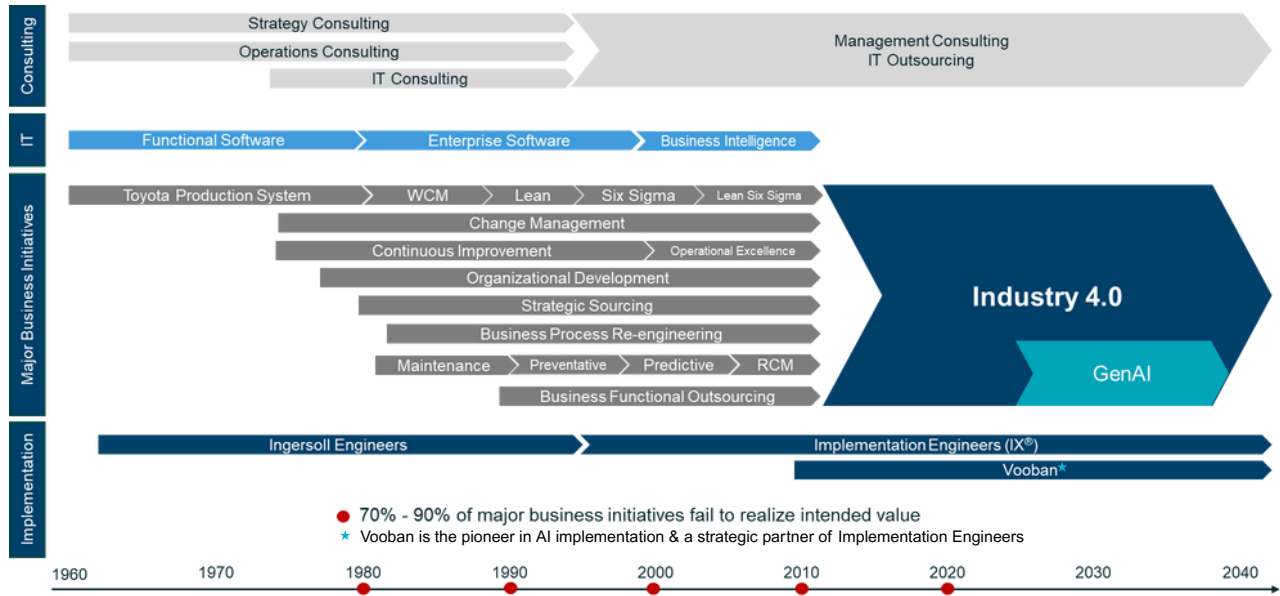 Consulting
Strategy Consulting
Operations Consulting
IT Consulting
Management Consulting
IT Outsourcing
IT
Functional Software
Enterprise Software
Business Intelligence
Major Business Initiatives
Toyota Production System
WCM
Lean
Six Sigma
Lean Six Sigma
Change Management
Continuous Improvement
Operational Excellence
Organizational Development
Strategic Sourcing
Business Process Re-engineering
Maintenance
Preventative
Predictive
RCM
Business Functional Outsourcing
Industry 4.0
GenAI
Implementation
Ingersoll Engineers
Implementation Engineers (IX®)
Vooban★
70% - 90% of major business initiatives fail to realize intended value
★ Vooban is the pioneer in AI implementation & a strategic partner of Implementation Engineers
1960
1970
1980
1990
2000
2010
2020
2030
2040